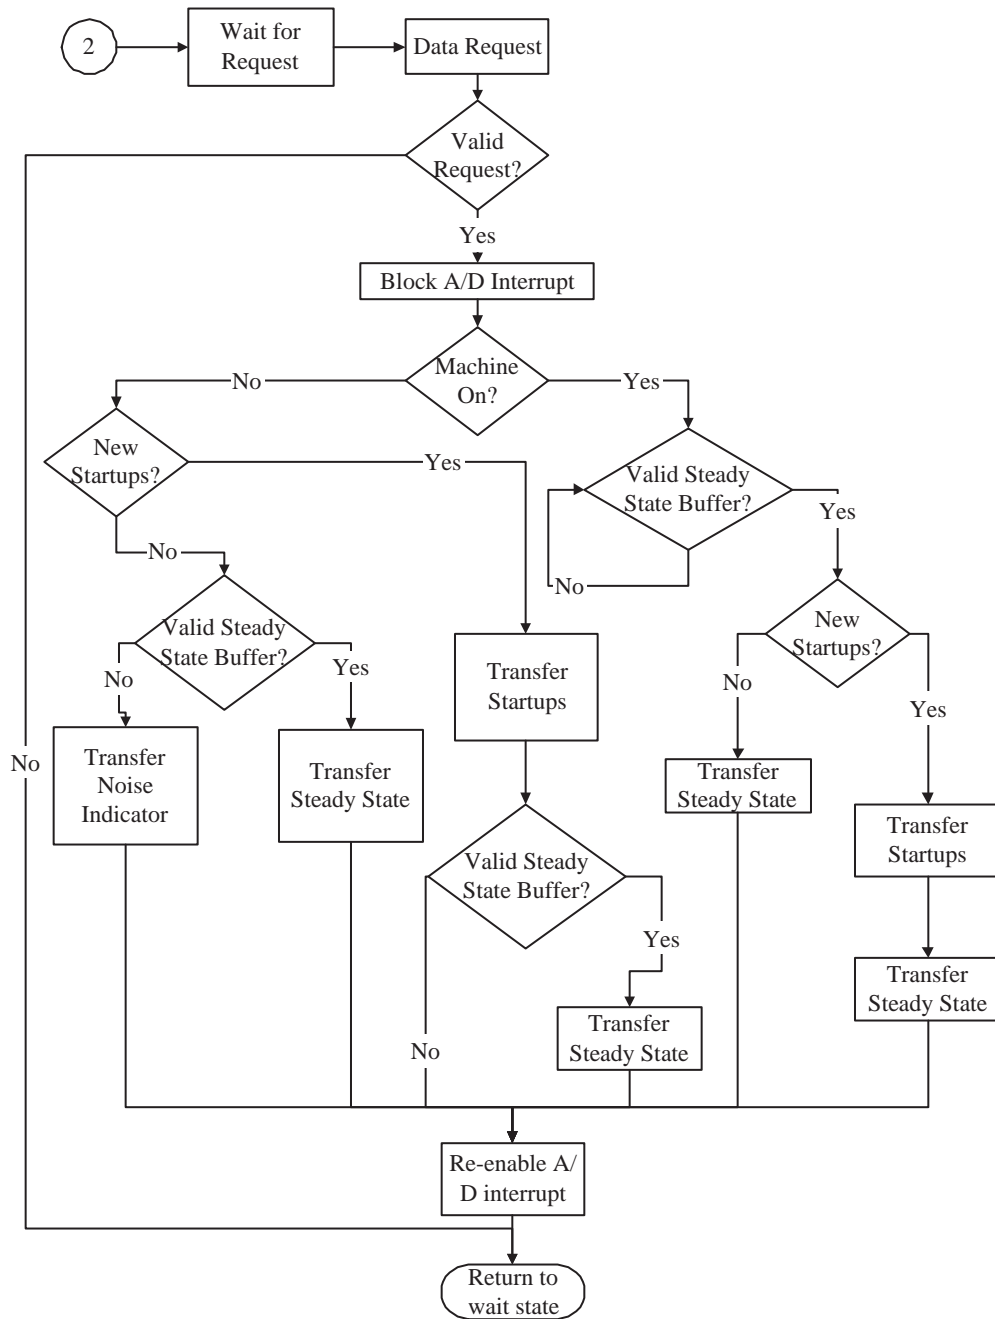 2
Wait for
Request
Data Request
Valid
Request?
Yes
Block A/D Interrupt
Machine
On?
No
Yes
New
Startups?
Yes
Valid Steady
State Buffer?
Yes
No
No
Valid Steady
State Buffer?
No
Yes
New
Startups?
No
Yes
Transfer
Startups
No
Transfer
Noise
Indicator
Transfer
Steady State
Transfer
Steady State
Transfer
Startups
Valid Steady
State Buffer?
Yes
No
Transfer
Steady State
Transfer
Steady State
Re-enable A/
D interrupt
Return to
wait state